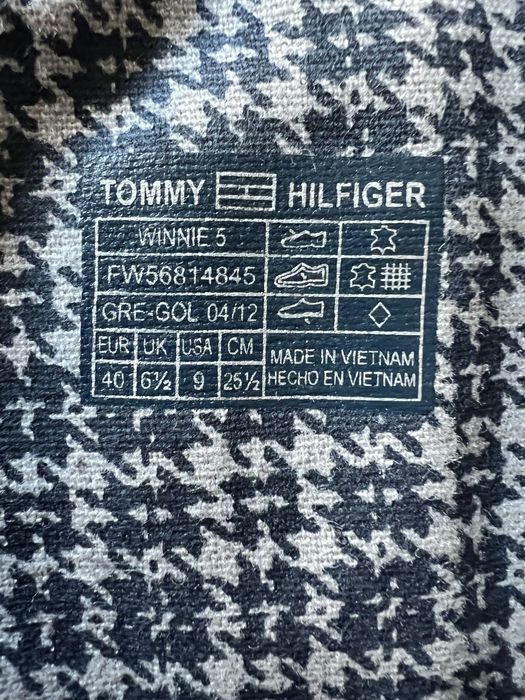 TOMMY HILFIGER
WINNIE 5
FW56814845
GRE-GOL 04/12
EUR UK USA CM
40 6½ 9 25½
MADE IN VIETNAM
HECHO EN VIETNAM